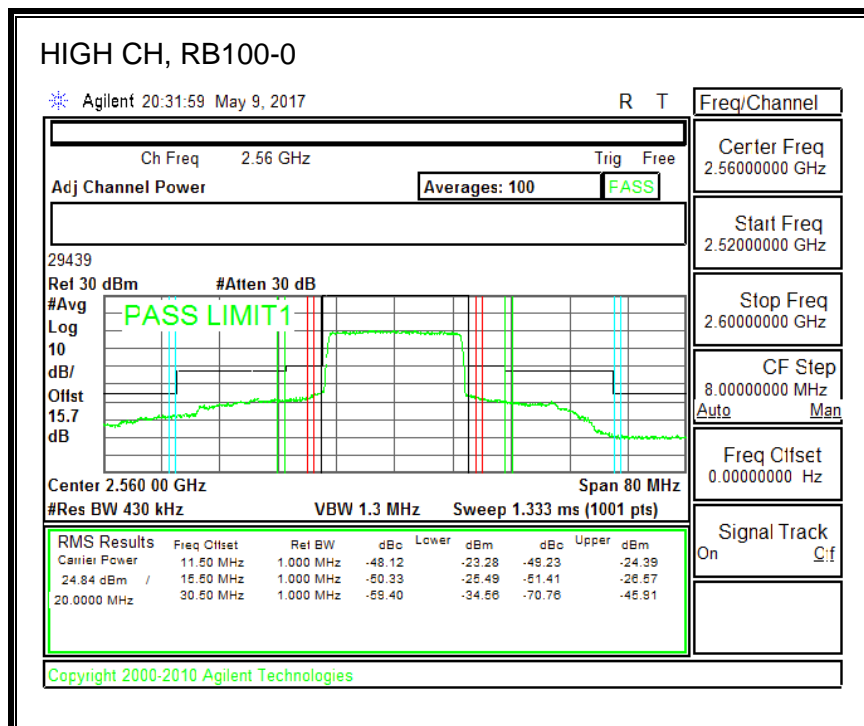 HIGH CH, RB100-0
Agilent 20:31:59 May 9, 2017 R T
Freq/Channel
Ch Freq 2.56 GHz Trig Free
Adj Channel Power Averages: 100 PASS
Center Freq
2.56000000 GHz
Start Freq
2.52000000 GHz
Stop Freq
2.60000000 GHz
CF Step
8.00000000 MHz
Auto Man
Freq Offset
0.00000000 Hz
Signal Track
On Off
29439
Ref 30 dBm #Atten 30 dB
#Avg
Log
10
dB/
Offst
15.7
dB
PASS LIMIT1
Center 2.560 00 GHz Span 80 MHz
#Res BW 430 kHz VBW 1.3 MHz Sweep 1.333 ms (1001 pts)
RMS Results Freq Offset Ref BW dBc Lower dBm dBc Upper dBm
Carrier Power 11.50 MHz 1.000 MHz -48.12 -23.28 -49.23 -24.39
24.84 dBm / 15.50 MHz 1.000 MHz -50.33 -25.49 -51.41 -26.57
20.0000 MHz 30.50 MHz 1.000 MHz -59.40 -34.56 -70.76 -45.91
Copyright 2000-2010 Agilent Technologies